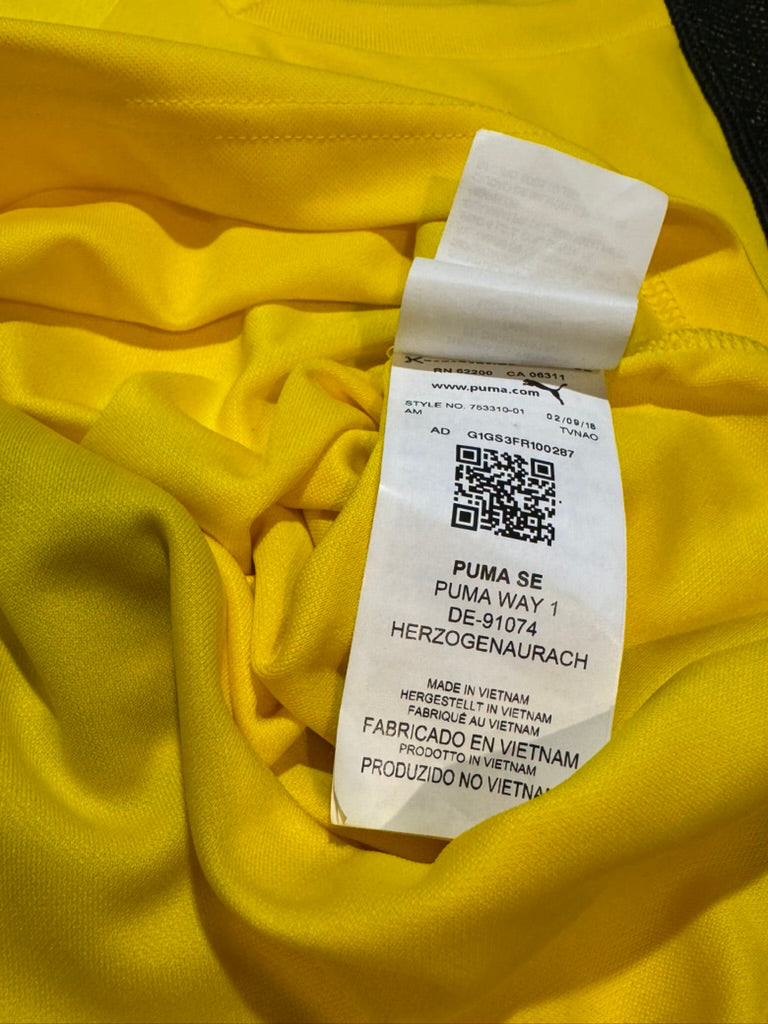 RN 62200 CA 06311
www.puma.com
STYLE NO. 753310-01 02/09/18
AM TVNAO
AD G1GS3FR100287
PUMA SE
PUMA WAY 1
DE-91074
HERZOGENAURACH
MADE IN VIETNAM
HERGESTELLT IN VIETNAM
FABRIQUÉ AU VIETNAM
FABRICADO EN VIETNAM
PRODOTTO IN VIETNAM
PRODUZIDO NO